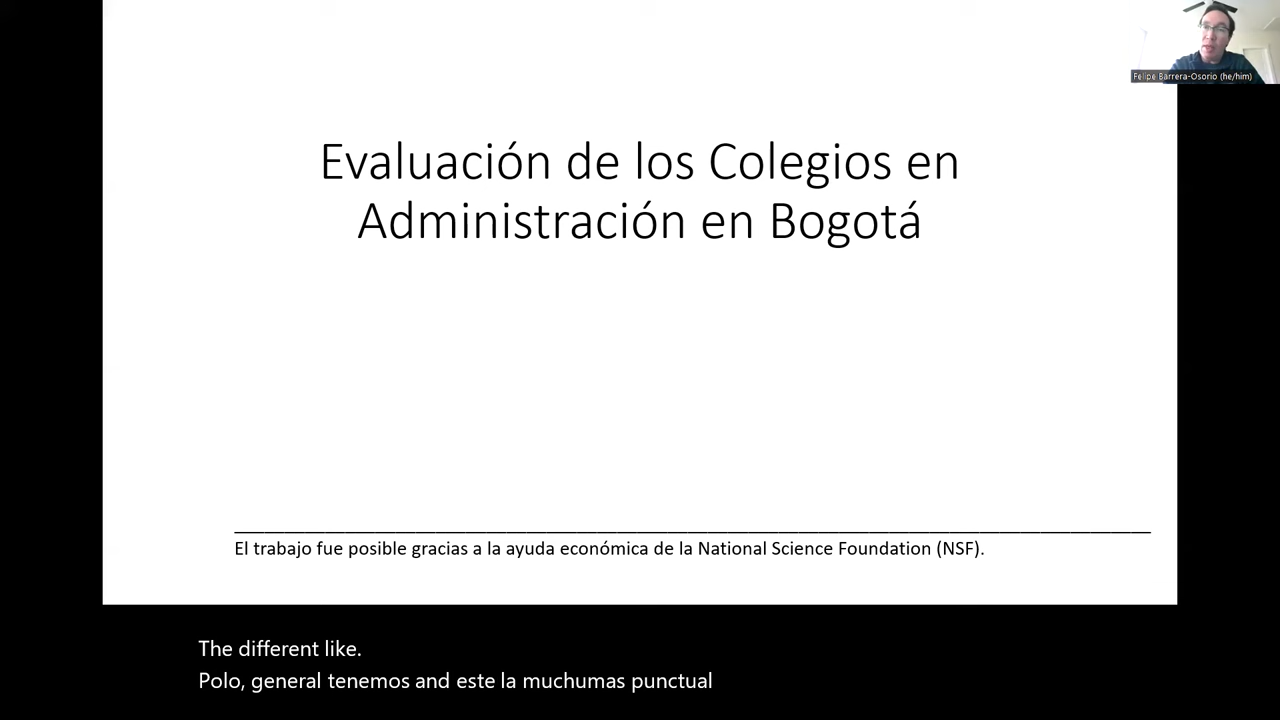 Felipe Barrera-Osorio (he/him)
Evaluación de los Colegios en
Administración en Bogotá
El trabajo fue posible gracias a la ayuda económica de la National Science Foundation (NSF).
The different like.
Polo, general tenemos and este la muchumas punctual